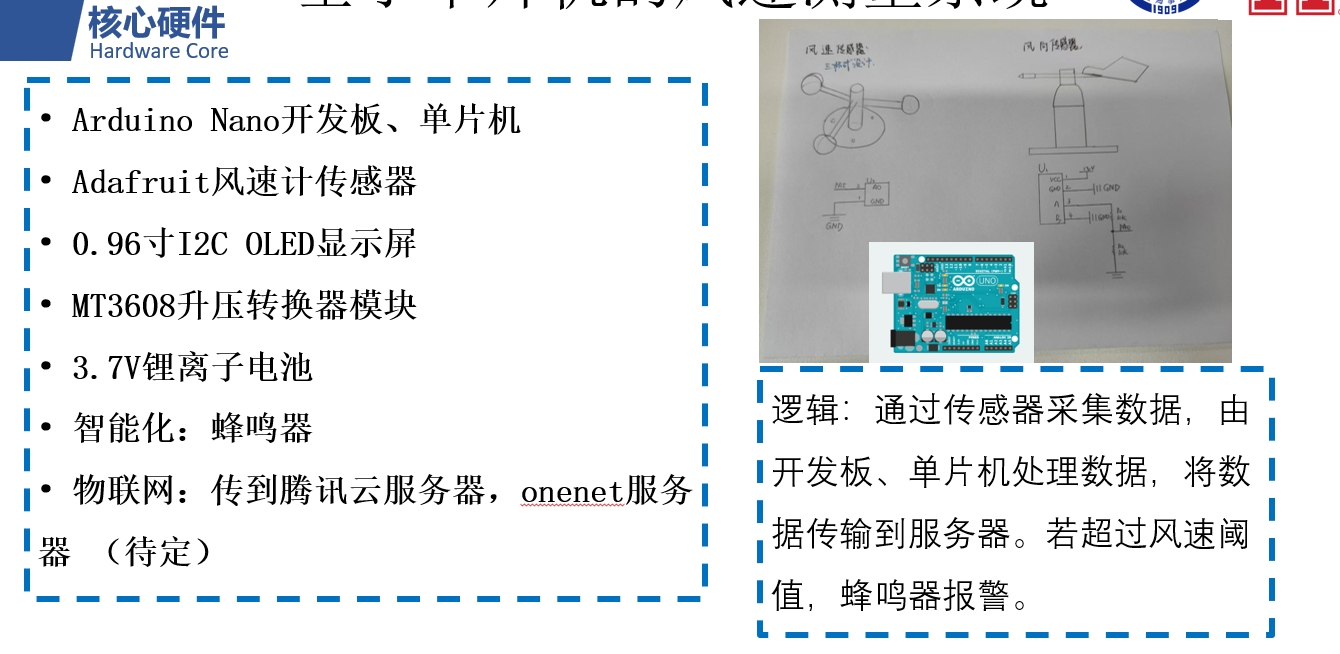 核心硬件
Hardware Core
• Arduino Nano开发板、单片机
• Adafruit风速计传感器
• 0.96寸I2C OLED显示屏
• MT3608升压转换器模块
• 3.7V锂离子电池
• 智能化：蜂鸣器
• 物联网：传到腾讯云服务器，onenet服务
器 （待定）
1909
风速传感器
三杯式设计.
风向传感器.
GND
U1
VCC 1
GND 2 GND
A 3
GND
UNO
ARDUINO
逻辑：通过传感器采集数据，由
开发板、单片机处理数据，将数
据传输到服务器。若超过风速阈
值，蜂鸣器报警。